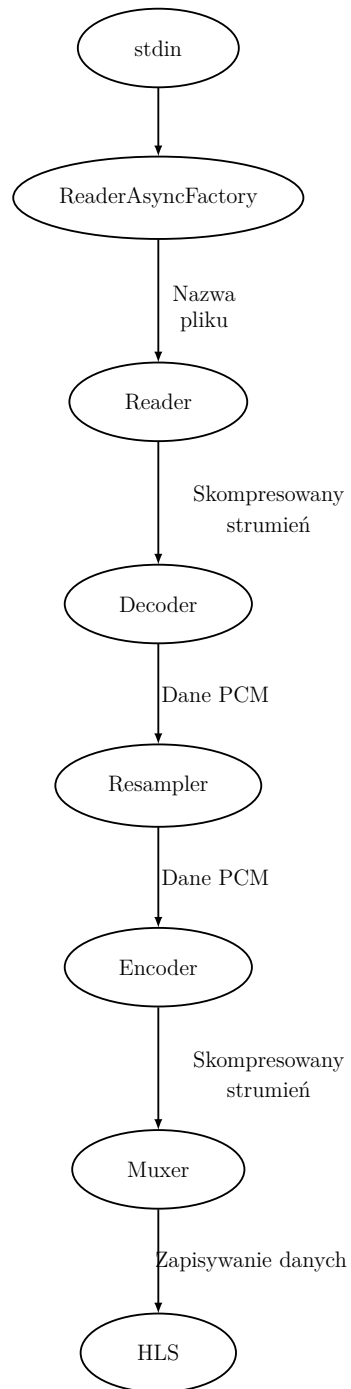 stdin
ReaderAsyncFactory
Nazwa
pliku
Reader
Skompresowany
strumień
Decoder
Dane PCM
Resampler
Dane PCM
Encoder
Skompresowany
strumień
Muxer
Zapisywanie danych
HLS